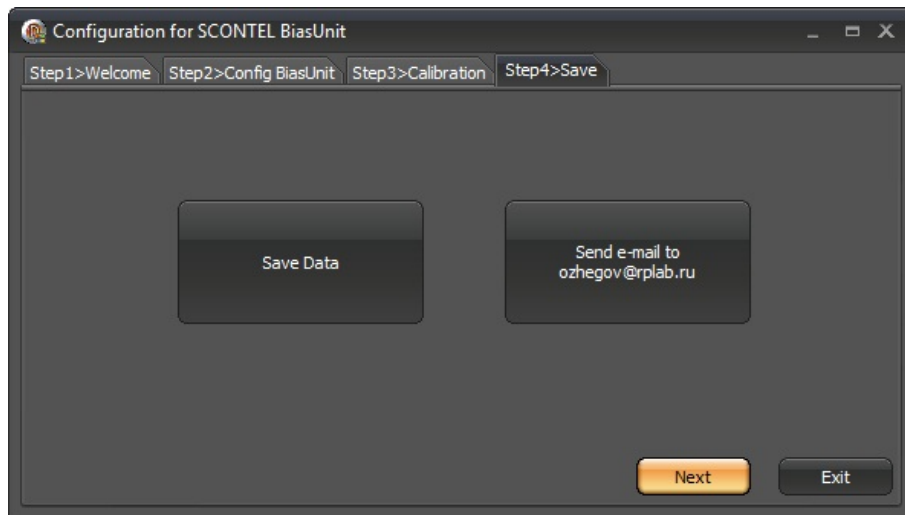 Configuration for SCONTEL BiasUnit
Step1>Welcome Step2>Config BiasUnit Step3>Calibration Step4>Save
Save Data
Send e-mail to
ozhegov@rplab.ru
Next Exit